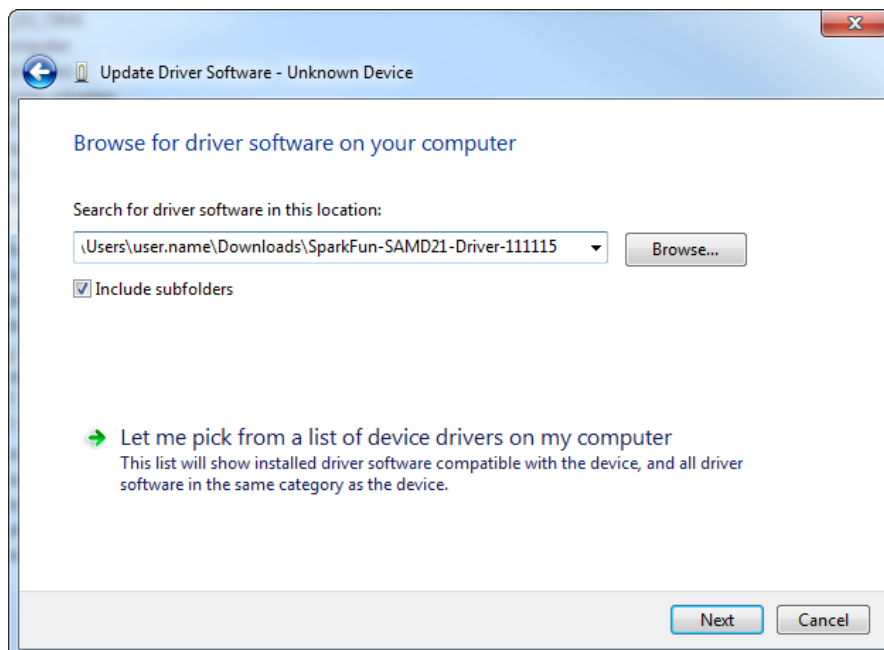 Update Driver Software - Unknown Device
Browse for driver software on your computer
Search for driver software in this location:
\Users\user.name\Downloads\SparkFun-SAMD21-Driver-111115
Browse...
Include subfolders
Let me pick from a list of device drivers on my computer
This list will show installed driver software compatible with the device, and all driver
software in the same category as the device.
Next
Cancel